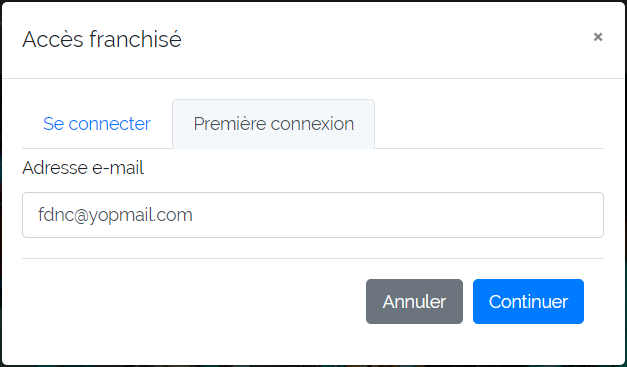 Accès franchisé
×
Se connecter
Première connexion
Adresse e-mail
fdnc@yopmail.com
Annuler
Continuer